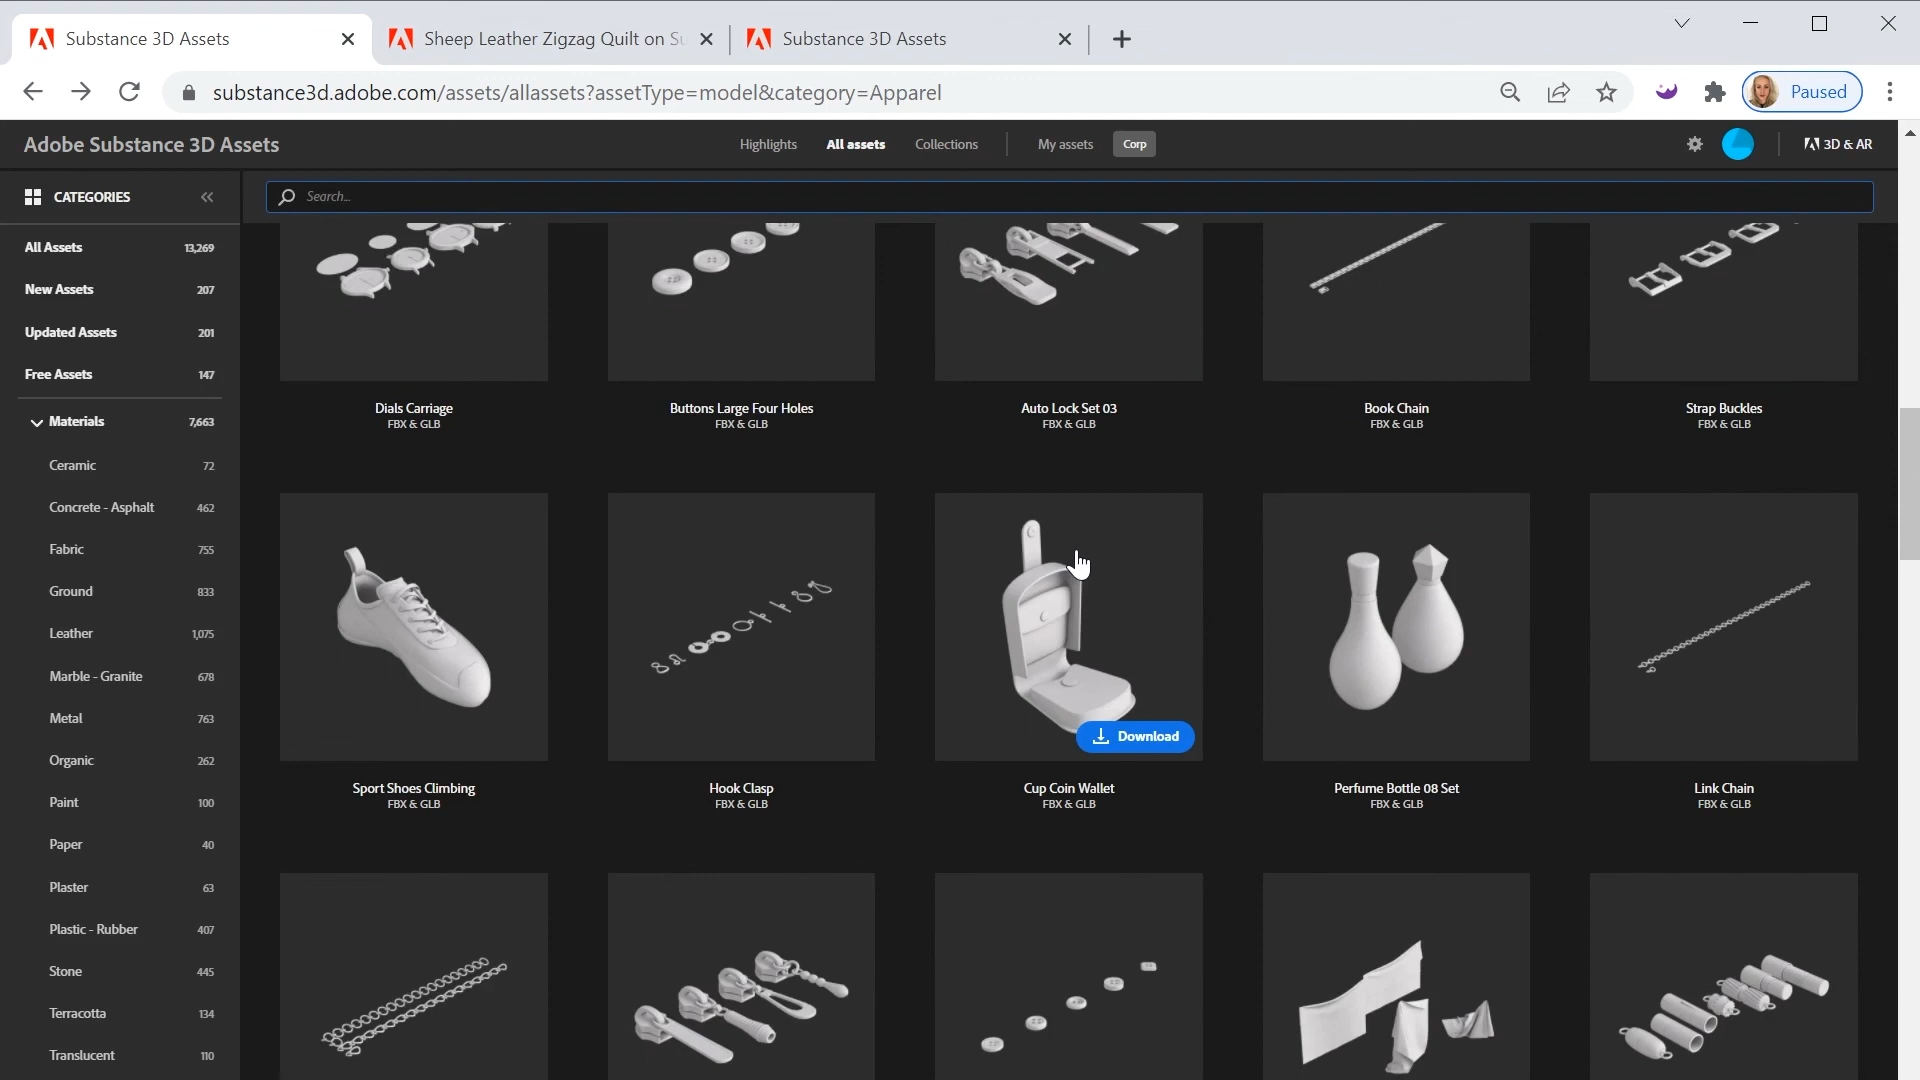 Substance 3D Assets
Sheep Leather Zigzag Quilt on Su
Substance 3D Assets
substance3d.adobe.com/assets/allassets?assetType=model&category=Apparel
Paused
Adobe Substance 3D Assets
Highlights
All assets
Collections
My assets
Corp
3D & AR
CATEGORIES
Search...
All Assets 13,269
New Assets 207
Updated Assets 201
Free Assets 147
Materials 7,663
Ceramic 72
Concrete - Asphalt 462
Fabric 755
Ground 833
Leather 1,075
Marble - Granite 678
Metal 763
Organic 262
Paint 100
Paper 40
Plaster 63
Plastic - Rubber 407
Stone 445
Terracotta 134
Translucent 110
Dials Carriage
FBX & GLB
Buttons Large Four Holes
FBX & GLB
Auto Lock Set 03
FBX & GLB
Book Chain
FBX & GLB
Strap Buckles
FBX & GLB
Download
Sport Shoes Climbing
FBX & GLB
Hook Clasp
FBX & GLB
Cup Coin Wallet
FBX & GLB
Perfume Bottle 08 Set
FBX & GLB
Link Chain
FBX & GLB